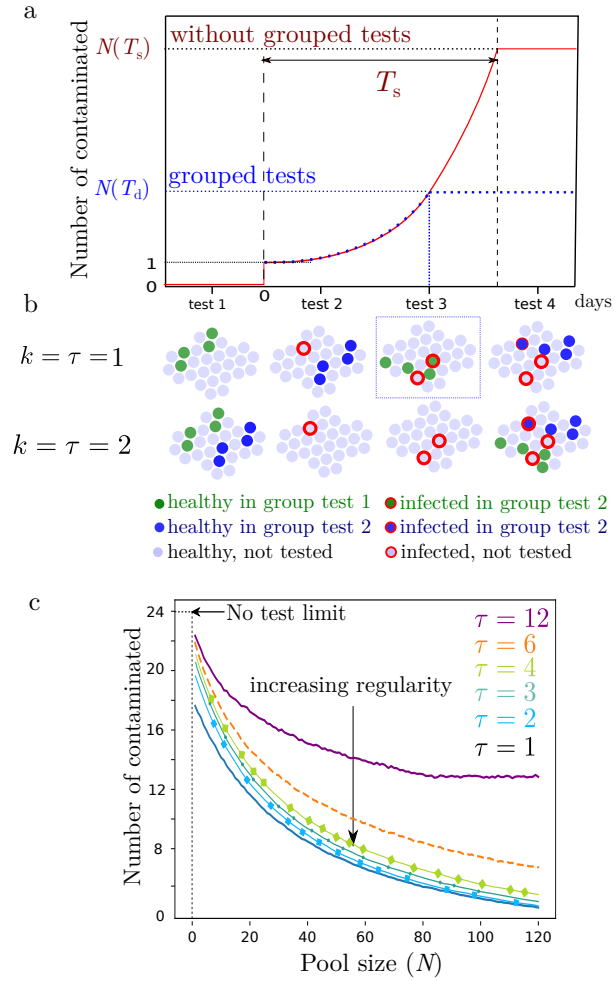 a
Number of contaminated
N(Tₛ)
without grouped tests
Tₛ
N(T_d)
grouped tests
1
0
0
test 1
test 2
test 3
test 4
days
b
k = τ = 1
k = τ = 2
healthy in group test 1
infected in group test 2
healthy in group test 2
infected in group test 2
healthy, not tested
infected, not tested
c
Number of contaminated
24
20
16
12
8
0
No test limit
increasing regularity
τ = 12
τ = 6
τ = 4
τ = 3
τ = 2
τ = 1
0 20 40 60 80 100 120
Pool size (N)